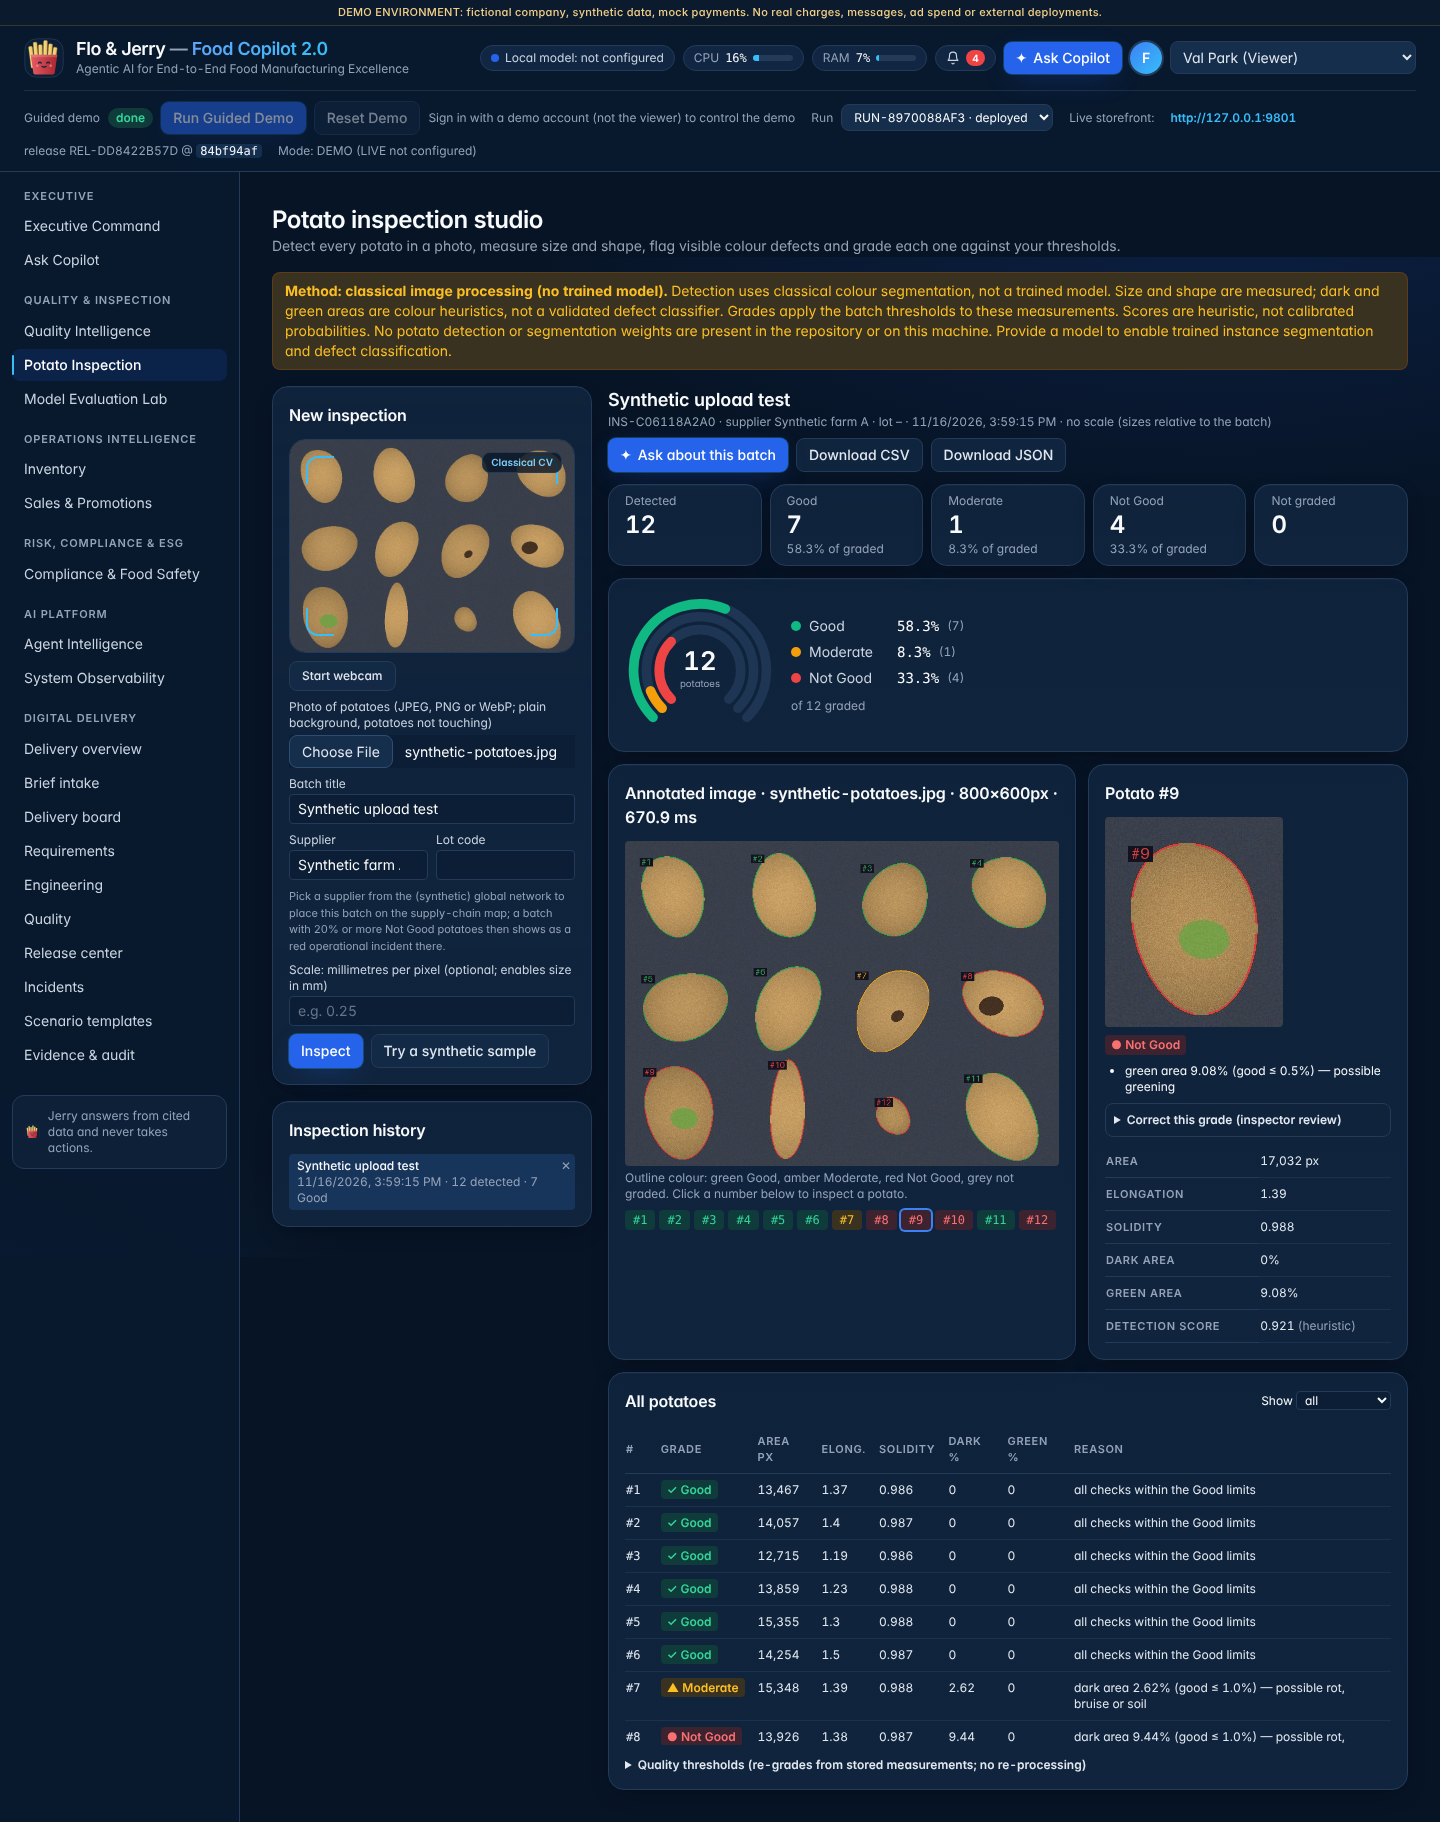 DEMO ENVIRONMENT: fictional company, synthetic data, mock payments. No real charges, messages, ad spend or external deployments.
Flo & Jerry — Food Copilot 2.0
Agentic AI for End-to-End Food Manufacturing Excellence
Local model: not configured
CPU 16%
RAM 7%
4
✦ Ask Copilot
F
Val Park (Viewer)
Guided demo done Run Guided Demo Reset Demo Sign in with a demo account (not the viewer) to control the demo Run RUN-8970088AF3 · deployed Live storefront: http://127.0.0.1:9801
release REL-DD8422B57D @ 84bf94af Mode: DEMO (LIVE not configured)
EXECUTIVE
Executive Command
Ask Copilot
QUALITY & INSPECTION
Quality Intelligence
Potato Inspection
Model Evaluation Lab
OPERATIONS INTELLIGENCE
Inventory
Sales & Promotions
RISK, COMPLIANCE & ESG
Compliance & Food Safety
AI PLATFORM
Agent Intelligence
System Observability
DIGITAL DELIVERY
Delivery overview
Brief intake
Delivery board
Requirements
Engineering
Quality
Release center
Incidents
Scenario templates
Evidence & audit
Jerry answers from cited
data and never takes
actions.
Potato inspection studio
Detect every potato in a photo, measure size and shape, flag visible colour defects and grade each one against your thresholds.
Method: classical image processing (no trained model). Detection uses classical colour segmentation, not a trained model. Size and shape are measured; dark and
green areas are colour heuristics, not a validated defect classifier. Grades apply the batch thresholds to these measurements. Scores are heuristic, not calibrated
probabilities. No potato detection or segmentation weights are present in the repository or on this machine. Provide a model to enable trained instance segmentation
and defect classification.
New inspection
Classical CV
Start webcam
Photo of potatoes (JPEG, PNG or WebP; plain
background, potatoes not touching)
Choose File synthetic-potatoes.jpg
Batch title
Synthetic upload test
Supplier Lot code
Synthetic farm
Pick a supplier from the (synthetic) global network to
place this batch on the supply-chain map; a batch
with 20% or more Not Good potatoes then shows as a
red operational incident there.
Scale: millimetres per pixel (optional; enables size
in mm)
e.g. 0.25
Inspect Try a synthetic sample
Inspection history
Synthetic upload test ×
11/16/2026, 3:59:15 PM · 12 detected · 7
Good
Synthetic upload test
INS-C06118A2A0 · supplier Synthetic farm A · lot – · 11/16/2026, 3:59:15 PM · no scale (sizes relative to the batch)
✦ Ask about this batch Download CSV Download JSON
Detected
12
Good
7
58.3% of graded
Moderate
1
8.3% of graded
Not Good
4
33.3% of graded
Not graded
0
12
potatoes
Good 58.3% (7)
Moderate 8.3% (1)
Not Good 33.3% (4)
of 12 graded
Annotated image · synthetic-potatoes.jpg · 800×600px ·
670.9 ms
#1 #2 #3 #4
#5 #6 #7 #8
#9 #10 #11 #12
Outline colour: green Good, amber Moderate, red Not Good, grey not
graded. Click a number below to inspect a potato.
#1 #2 #3 #4 #5 #6 #7 #8 #9 #10 #11 #12
Potato #9
#9
Not Good
• green area 9.08% (good ≤ 0.5%) — possible
greening
▶ Correct this grade (inspector review)
AREA 17,032 px
ELONGATION 1.39
SOLIDITY 0.988
DARK AREA 0%
GREEN AREA 9.08%
DETECTION SCORE 0.921 (heuristic)
All potatoes
Show all
# GRADE AREA PX ELONG. SOLIDITY DARK % GREEN % REASON
#1 ✓ Good 13,467 1.37 0.986 0 0 all checks within the Good limits
#2 ✓ Good 14,057 1.4 0.987 0 0 all checks within the Good limits
#3 ✓ Good 12,715 1.19 0.986 0 0 all checks within the Good limits
#4 ✓ Good 13,859 1.23 0.988 0 0 all checks within the Good limits
#5 ✓ Good 15,355 1.3 0.988 0 0 all checks within the Good limits
#6 ✓ Good 14,254 1.5 0.987 0 0 all checks within the Good limits
#7 ▲ Moderate 15,348 1.39 0.988 2.62 0 dark area 2.62% (good ≤ 1.0%) — possible rot,
bruise or soil
#8 ● Not Good 13,926 1.38 0.987 9.44 0 dark area 9.44% (good ≤ 1.0%) — possible rot,
▶ Quality thresholds (re-grades from stored measurements; no re-processing)